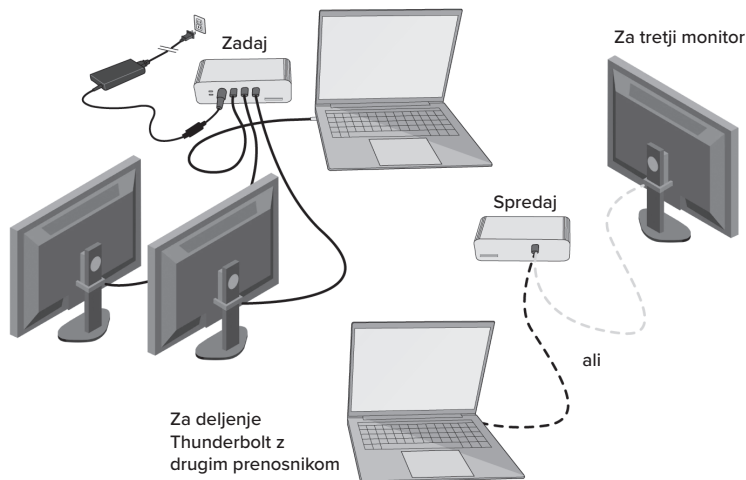 Zadaj
Za tretji monitor
Spredaj
ali
Za deljenje
Thunderbolt z
drugim prenosnikom